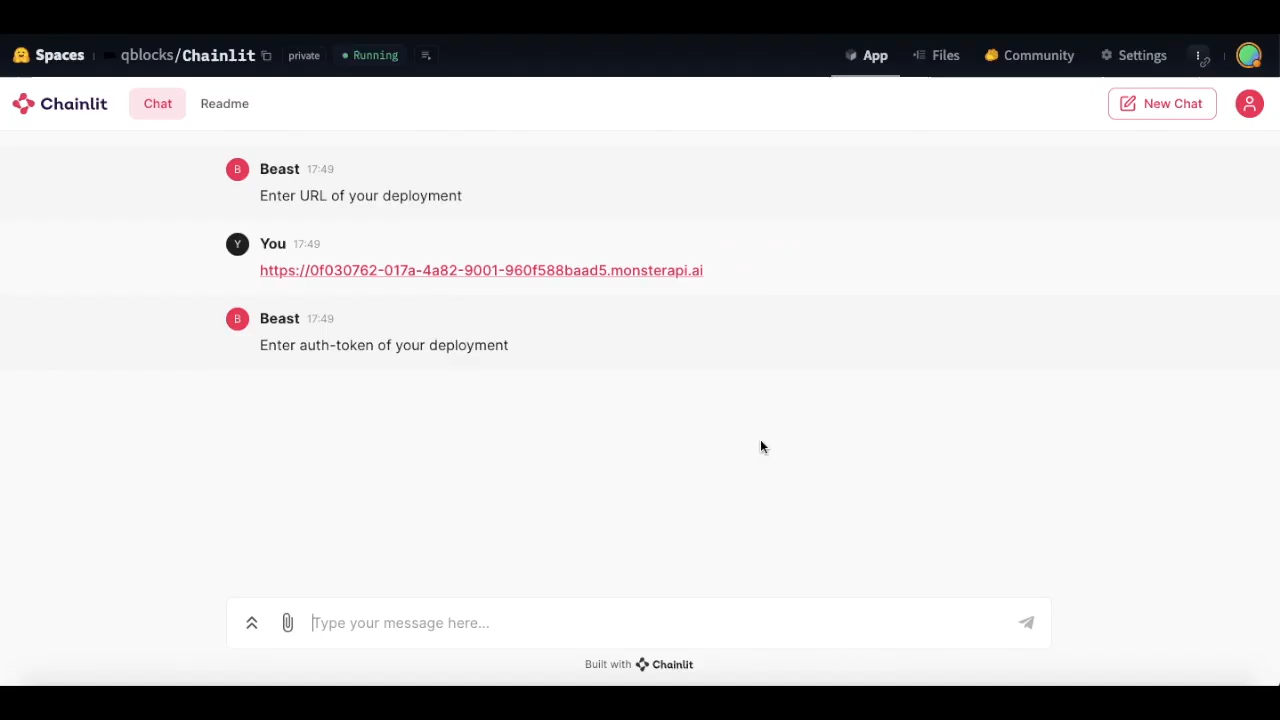 Spaces qblocks/Chainlit private Running App Files Community Settings
Chainlit Chat Readme New Chat
B Beast 17:49
Enter URL of your deployment
Y You 17:49
https://0f030762-017a-4a82-9001-960f588baad5.monsterapi.ai
B Beast 17:49
Enter auth-token of your deployment
Type your message here...
Built with Chainlit